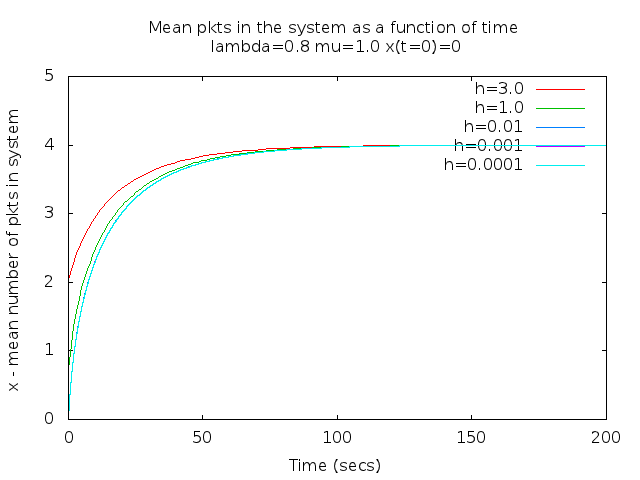 Mean pkts in the system as a function of time
lambda=0.8 mu=1.0 x(t=0)=0
x - mean number of pkts in system
5
4
3
2
1
0
h=3.0
h=1.0
h=0.01
h=0.001
h=0.0001
0
50
100
150
200
Time (secs)